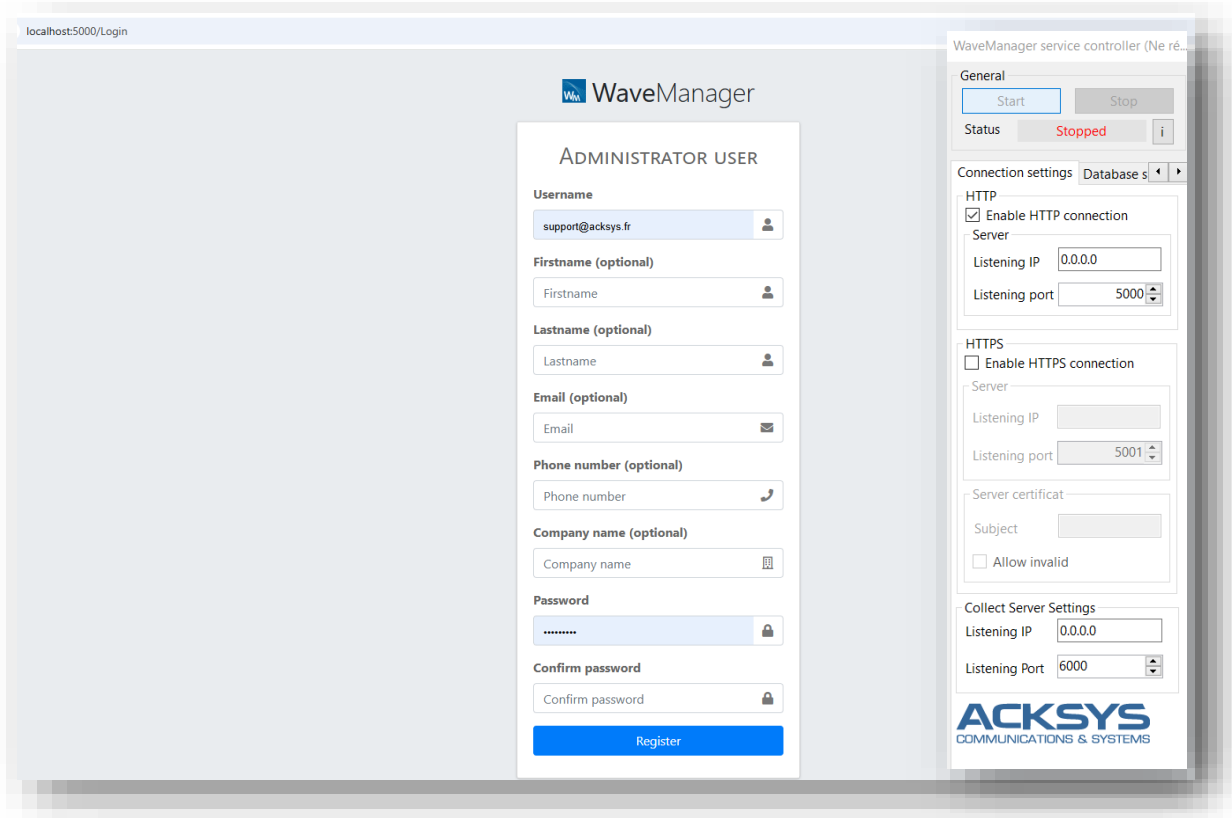 localhost:5000/Login
WM WaveManager
ADMINISTRATOR USER
Username
support@acksys.fr
Firstname (optional)
Firstname
Lastname (optional)
Lastname
Email (optional)
Email
Phone number (optional)
Phone number
Company name (optional)
Company name
Password
•••••••••
Confirm password
Confirm password
Register
WaveManager service controller (Ne ré...
General
Start Stop
Status Stopped i
Connection settings Database s
HTTP
Enable HTTP connection
Server
Listening IP 0.0.0.0
Listening port 5000
HTTPS
Enable HTTPS connection
Server
Listening IP
Listening port 5001
Server certificat
Subject
Allow invalid
Collect Server Settings
Listening IP 0.0.0.0
Listening Port 6000
ACKSYS
COMMUNICATIONS & SYSTEMS